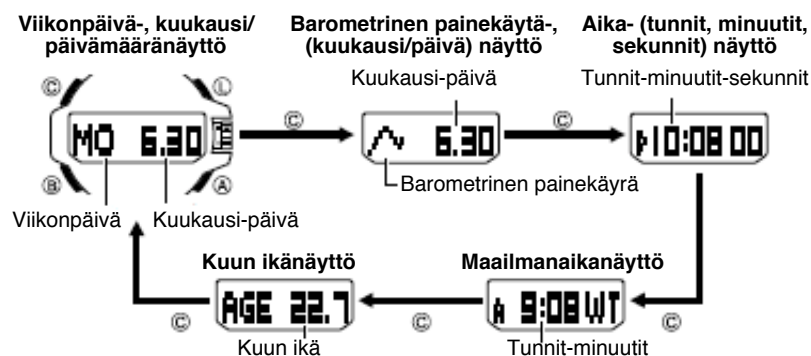 Viikonpäivä-, kuukausi/
päivämääränäyttö
Barometrinen painekäytä-,
(kuukausi/päivä) näyttö
Aika- (tunnit, minuutit,
sekunnit) näyttö
Kuukausi-päivä
Tunnit-minuutit-sekunnit
C
L
MO 6.30
C
6.30
C
P 10:08 00
B
A
Barometrinen painekäyrä
Viikonpäivä
Kuukausi-päivä
Kuun ikänäyttö
Maailmanaikanäyttö
AGE 22.7
A 9:08 WT
C
C
C
Kuun ikä
Tunnit-minuutit